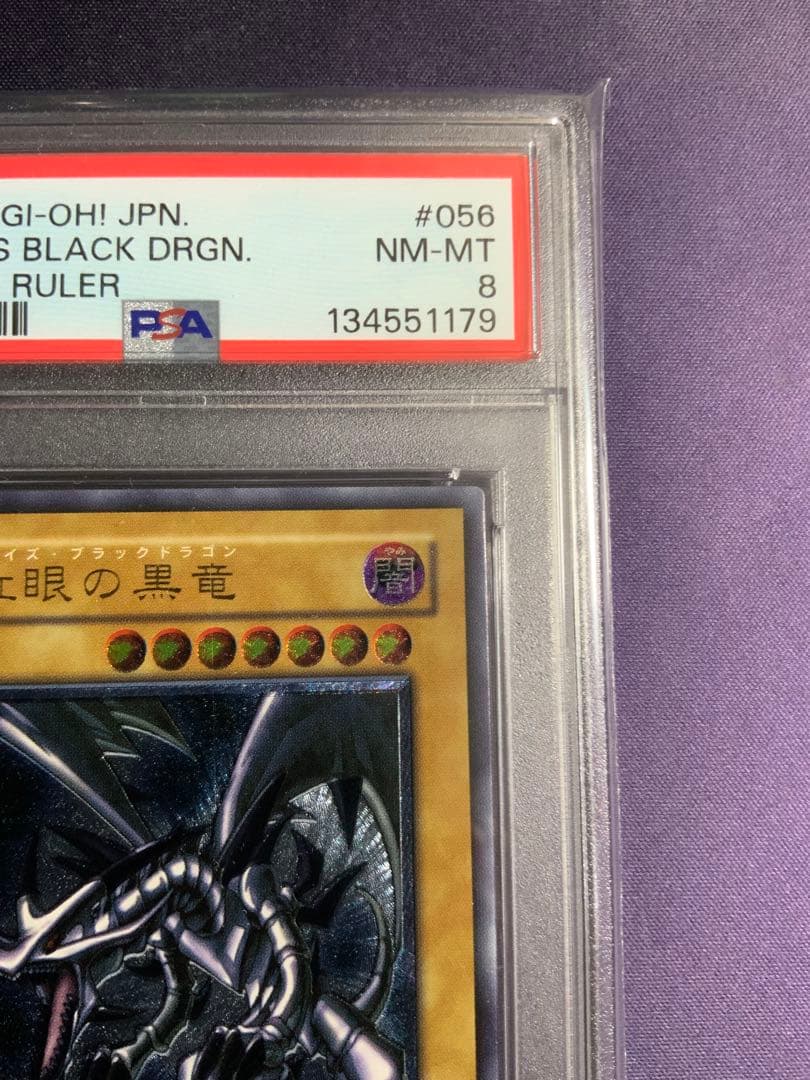 GI-OH! JPN. #056
S BLACK DRGN. NM-MT
RULER 8
PSA 134551179
イズ・ブラックドラゴン
眼の黒竜
やみ
闇